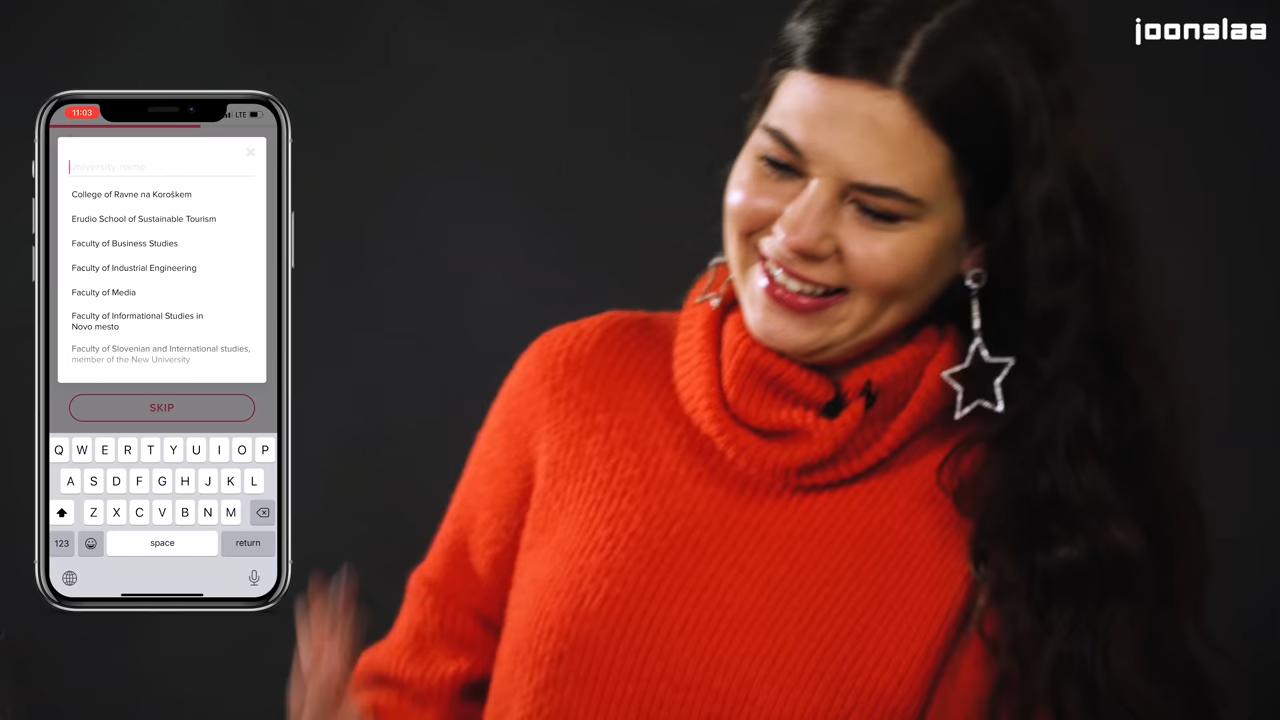 joonglaa
11:03
LTE
University name
College of Ravne na Koroškem
Erudio School of Sustainable Tourism
Faculty of Business Studies
Faculty of Industrial Engineering
Faculty of Media
Faculty of Informational Studies in
Novo mesto
Faculty of Slovenian and International studies,
member of the New University
SKIP
Q W E R T Y U I O P
A S D F G H J K L
Z X C V B N M
123 space return